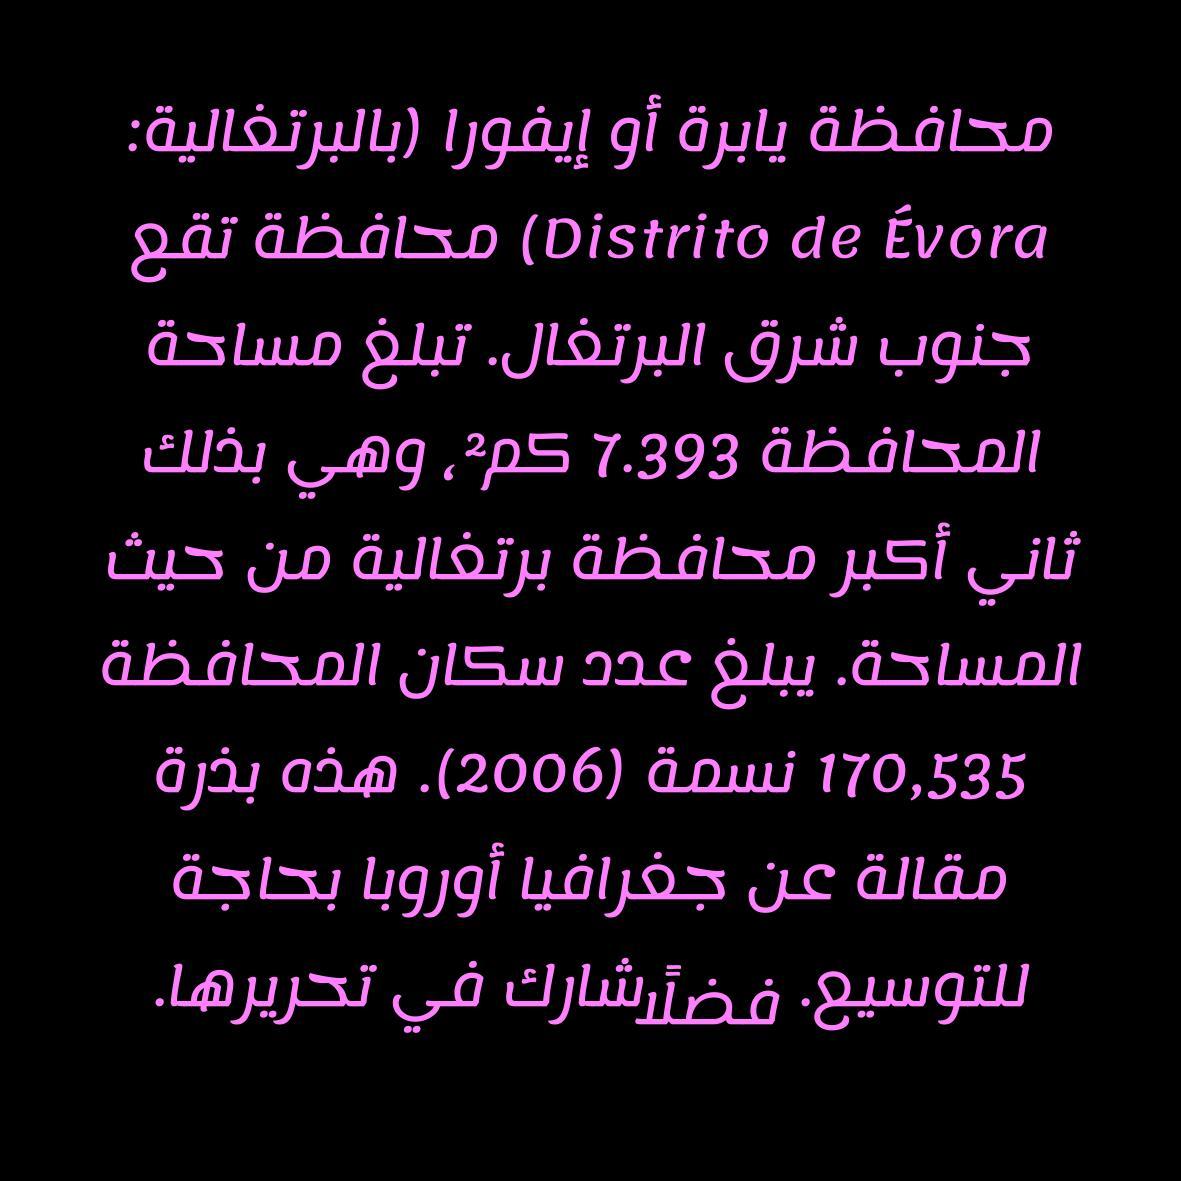 محافظة يابرة أو إيفورا (بالبرتغالية:
Distrito de Évora) محافظة تقع
جنوب شرق البرتغال. تبلغ مساحة
المحافظة 7.393 كم²، وهي بذلك
ثاني أكبر محافظة برتغالية من حيث
المساحة. يبلغ عدد سكان المحافظة
170,535 نسمة (2006). هذه بذرة
مقالة عن جغرافيا أوروبا بحاجة
للتوسيع. فضلًا شارك في تحريرها.